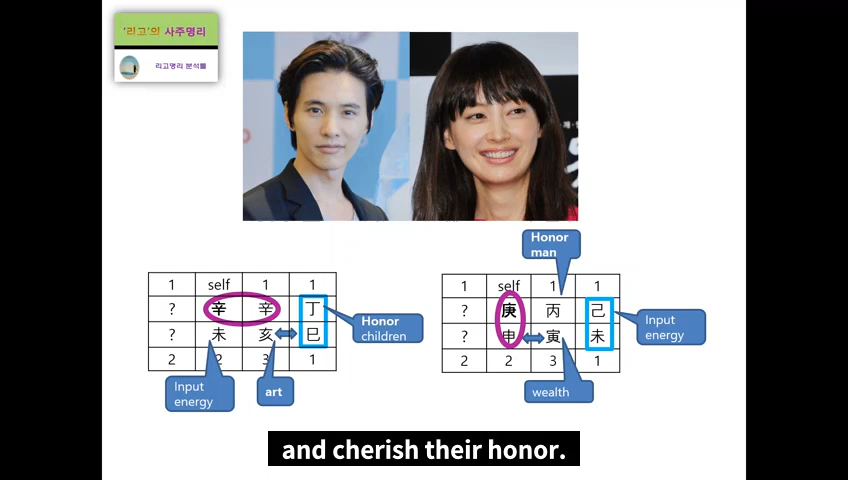 '리고'의 사주명리
리고명리 분석틀
Honor
man
1 self 1 1
? 辛 辛 丁
? 未 亥 巳
2 2 3 1
Honor
children
Input
energy
art
1 self 1 1
? 庚 丙 己
? 申 寅 未
2 2 3 1
Input
energy
wealth
and cherish their honor.